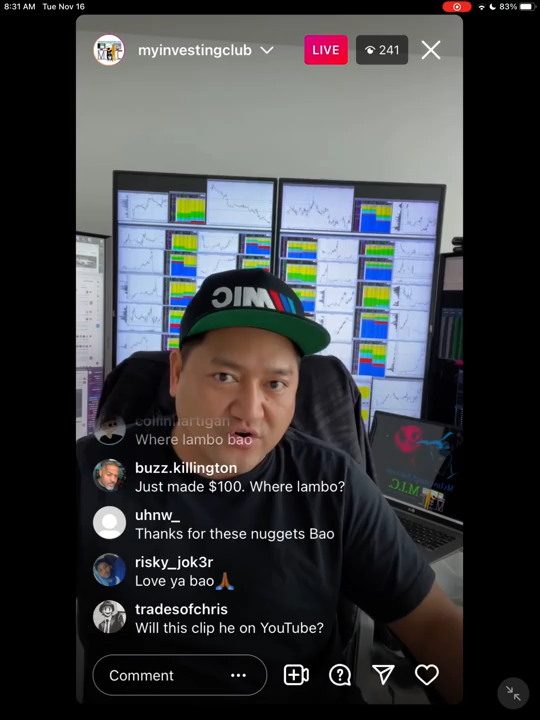 8:31 AM Tue Nov 16
83%
myinvestingclub
LIVE
241
MIC
collinhartigan
Where lambo bao
buzz.killington
Just made $100. Where lambo?
uhnw_
Thanks for these nuggets Bao
M.I.C
risky_jok3r
Love ya bao🙏🏾
tradesofchris
Will this clip he on YouTube?
Comment